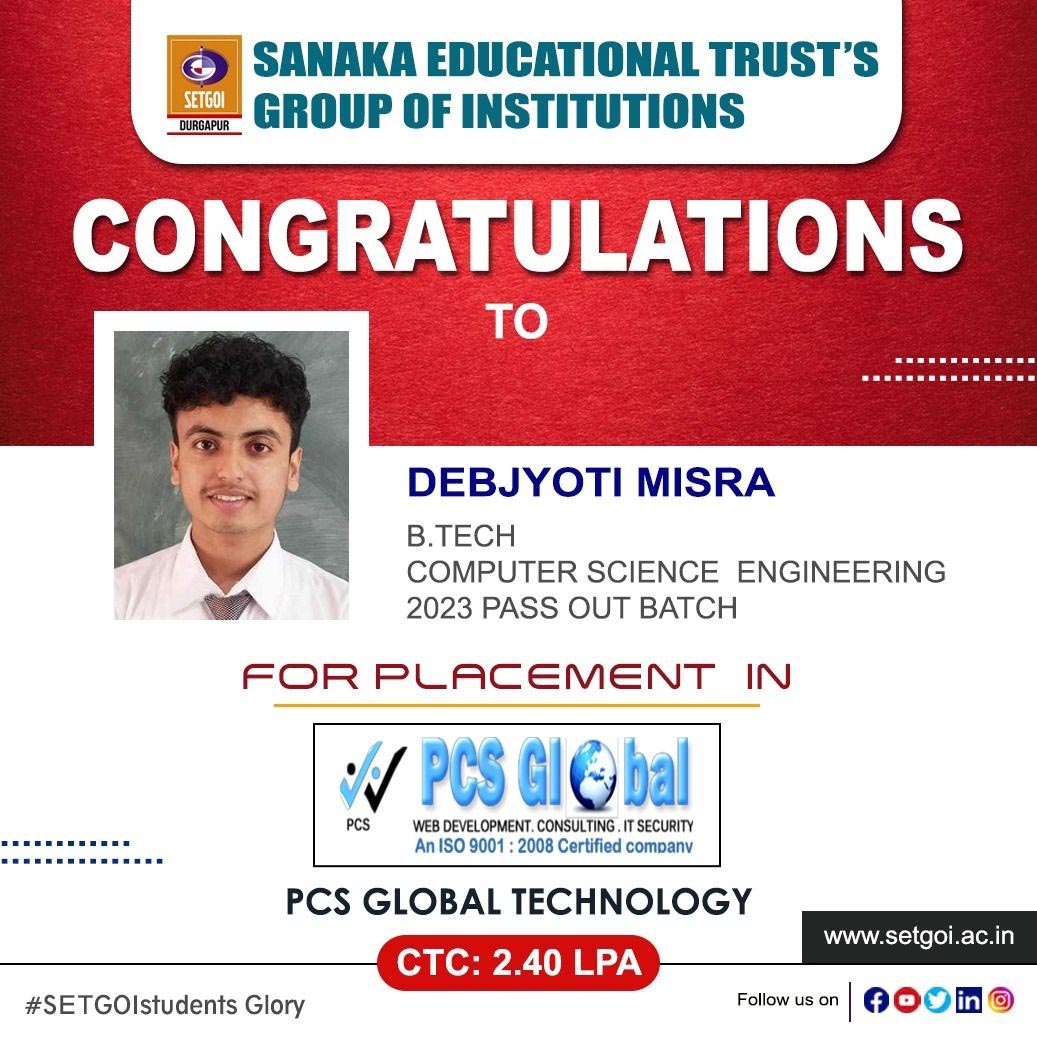 SETGOI
DURGAPUR
SANAKA EDUCATIONAL TRUST'S
GROUP OF INSTITUTIONS
CONGRATULATIONS
TO
DEBJYOTI MISRA
B.TECH
COMPUTER SCIENCE ENGINEERING
2023 PASS OUT BATCH
FOR PLACEMENT IN
PCS
PCS Global
WEB DEVELOPMENT. CONSULTING . IT SECURITY
An ISO 9001 : 2008 Certified company
PCS GLOBAL TECHNOLOGY
www.setgoi.ac.in
CTC: 2.40 LPA
#SETGOIstudents Glory
Follow us on